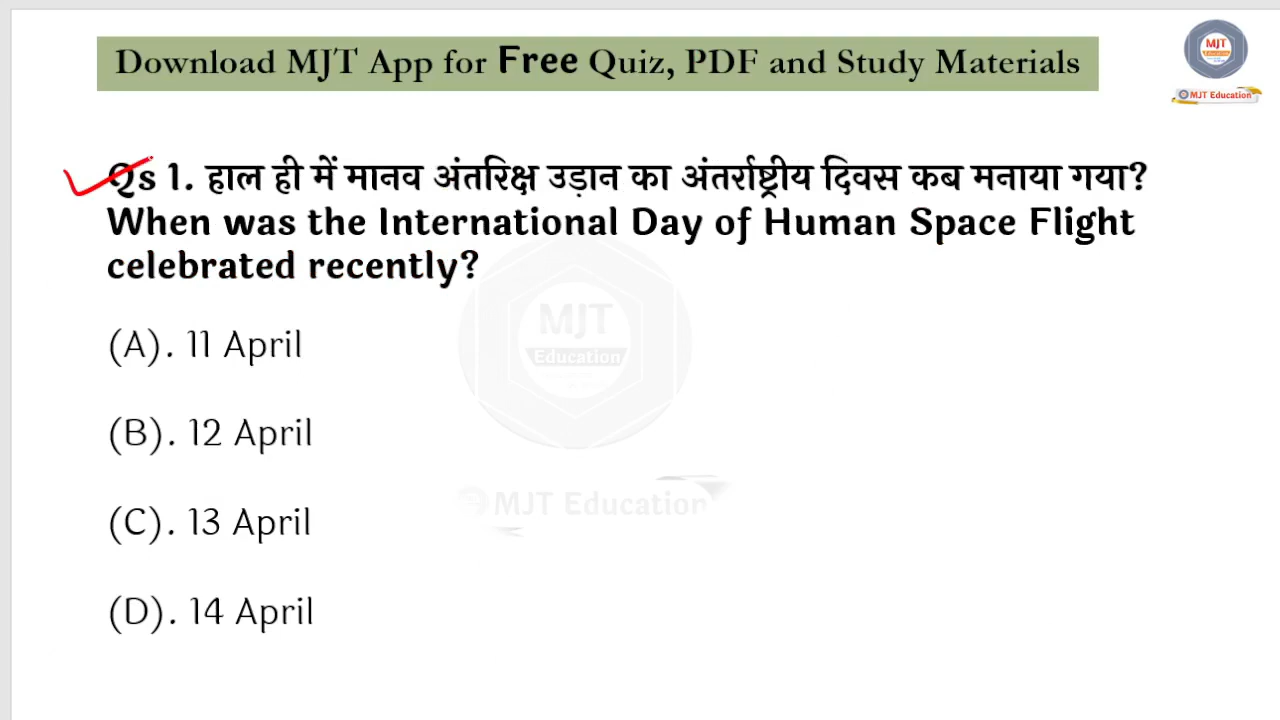 Download MJT App for Free Quiz, PDF and Study Materials
MJT
Education
MJT Education
Qs 1. हाल ही में मानव अंतरिक्ष उड़ान का अंतर्राष्ट्रीय दिवस कब मनाया गया?
When was the International Day of Human Space Flight
celebrated recently?
(A). 11 April
MJT
Education
(B). 12 April
MJT Education
(C). 13 April
(D). 14 April